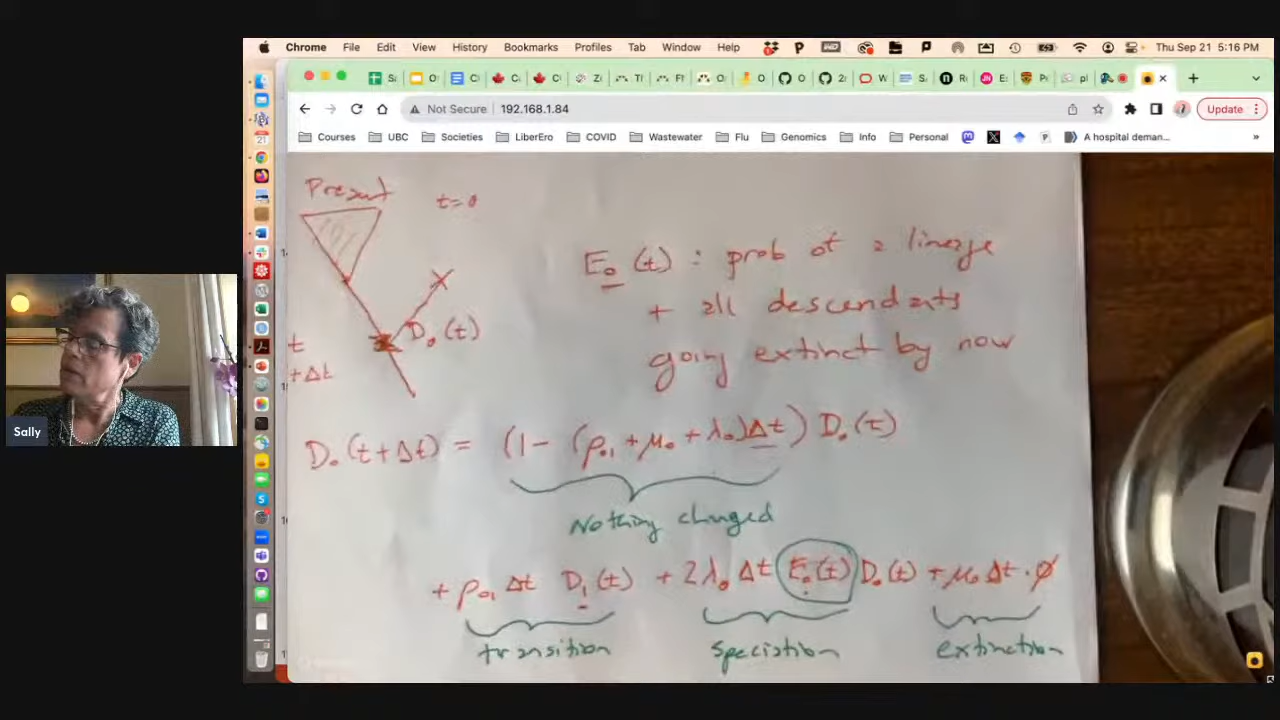 Chrome File Edit View History Bookmarks Profiles Tab Window Help Thu Sep 21 5:16 PM
Not Secure 192.168.1.84 Update
Courses UBC Societies LiberEro COVID Wastewater Flu Genomics Info Personal A hospital deman...
Present t=0
E₀(t) : prob of a lineage
+ all descendants
going extinct by now
D₀(t)
t
+Δt
D₀(t+Δt) = (1 - (ρ₀₁ + μ₀ + λ₀)Δt) D₀(t)
Nothing changed
+ ρ₀₁ Δt D₁(t) + 2λ₀ Δt E₀(t) D₀(t) + μ₀ Δt · ∅
transition speciation extinction
Sally